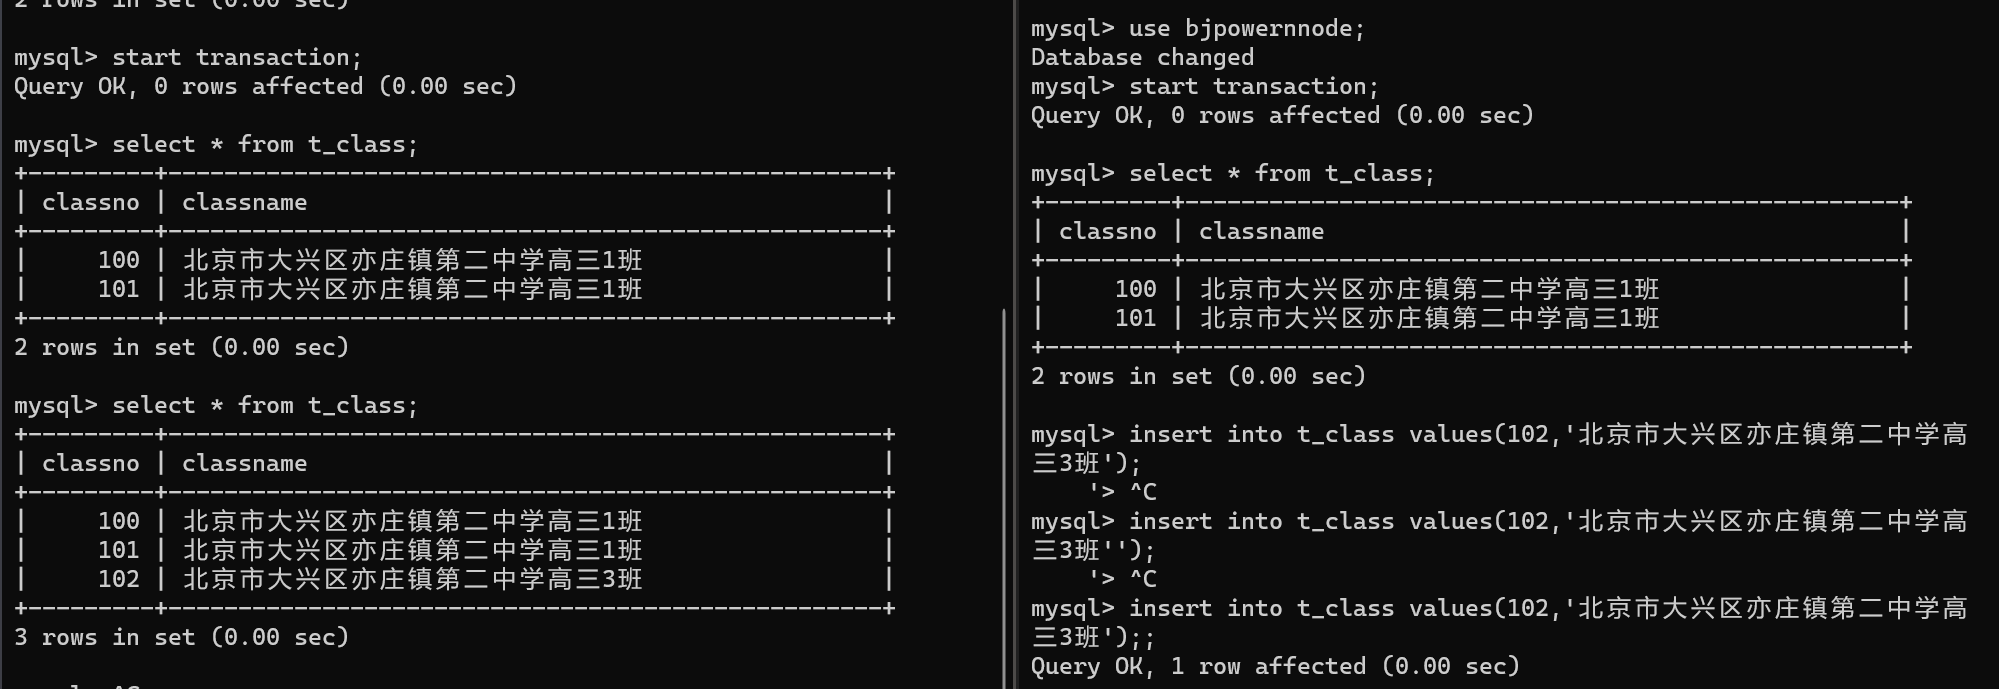 2 rows in set (0.00 sec)
mysql> start transaction;
Query OK, 0 rows affected (0.00 sec)
mysql> select * from t_class;
+---------+---------------------------------------------------+
| classno | classname                                         |
+---------+---------------------------------------------------+
|     100 | 北京市大兴区亦庄镇第二中学高三1班                 |
|     101 | 北京市大兴区亦庄镇第二中学高三1班                 |
+---------+---------------------------------------------------+
2 rows in set (0.00 sec)
mysql> select * from t_class;
+---------+---------------------------------------------------+
| classno | classname                                         |
+---------+---------------------------------------------------+
|     100 | 北京市大兴区亦庄镇第二中学高三1班                 |
|     101 | 北京市大兴区亦庄镇第二中学高三1班                 |
|     102 | 北京市大兴区亦庄镇第二中学高三3班                 |
+---------+---------------------------------------------------+
3 rows in set (0.00 sec)
mysql> use bjpowernnode;
Database changed
mysql> start transaction;
Query OK, 0 rows affected (0.00 sec)
mysql> select * from t_class;
+---------+---------------------------------------------------+
| classno | classname                                         |
+---------+---------------------------------------------------+
|     100 | 北京市大兴区亦庄镇第二中学高三1班                 |
|     101 | 北京市大兴区亦庄镇第二中学高三1班                 |
+---------+---------------------------------------------------+
2 rows in set (0.00 sec)
mysql> insert into t_class values(102,'北京市大兴区亦庄镇第二中学高
三3班');
    '> ^C
mysql> insert into t_class values(102,'北京市大兴区亦庄镇第二中学高
三3班'');
    '> ^C
mysql> insert into t_class values(102,'北京市大兴区亦庄镇第二中学高
三3班');;
Query OK, 1 row affected (0.00 sec)